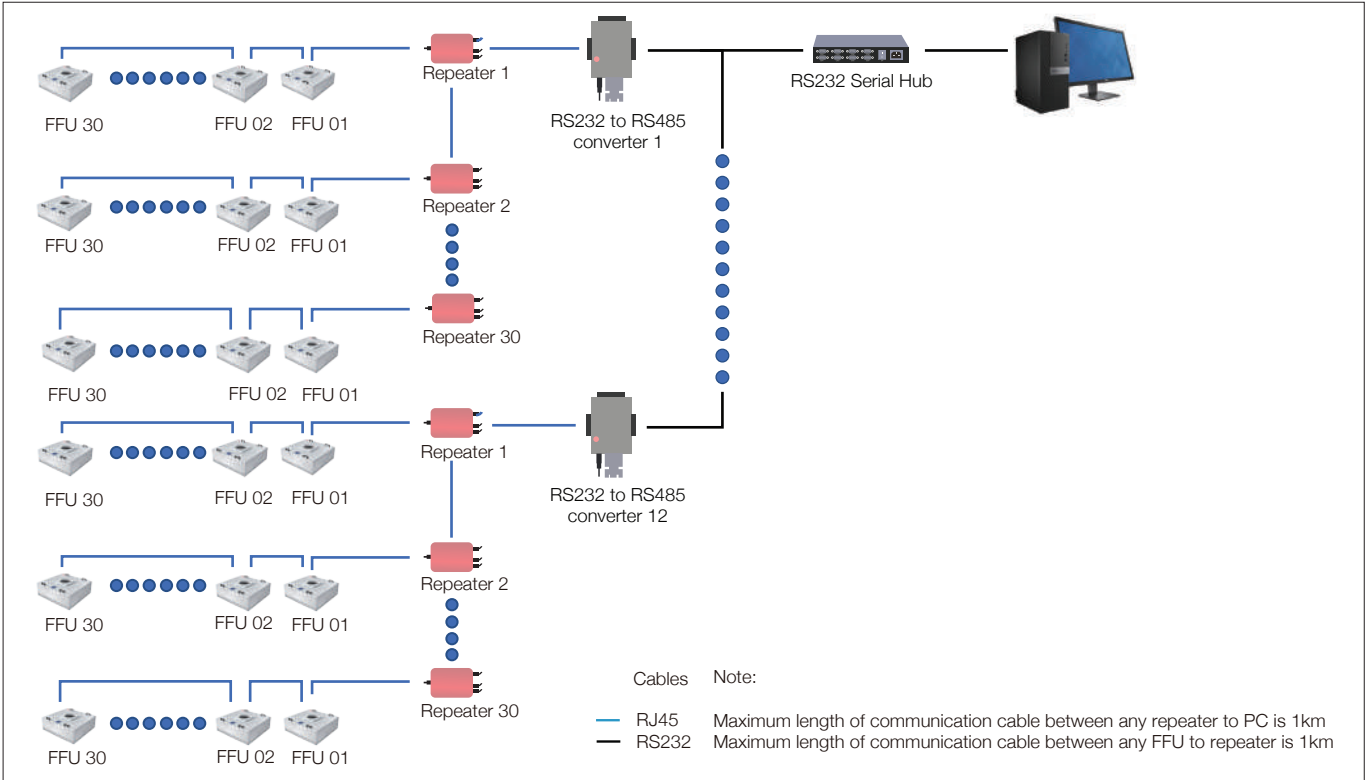 Repeater 1
RS232 Serial Hub
FFU 30
FFU 02
FFU 01
RS232 to RS485
converter 1
Repeater 2
FFU 30
FFU 02
FFU 01
Repeater 30
FFU 30
FFU 02
FFU 01
Repeater 1
FFU 30
FFU 02
FFU 01
RS232 to RS485
converter 12
Repeater 2
FFU 30
FFU 02
FFU 01
Repeater 30
FFU 30
FFU 02
FFU 01
Cables Note:
RJ45 Maximum length of communication cable between any repeater to PC is 1km
RS232 Maximum length of communication cable between any FFU to repeater is 1km